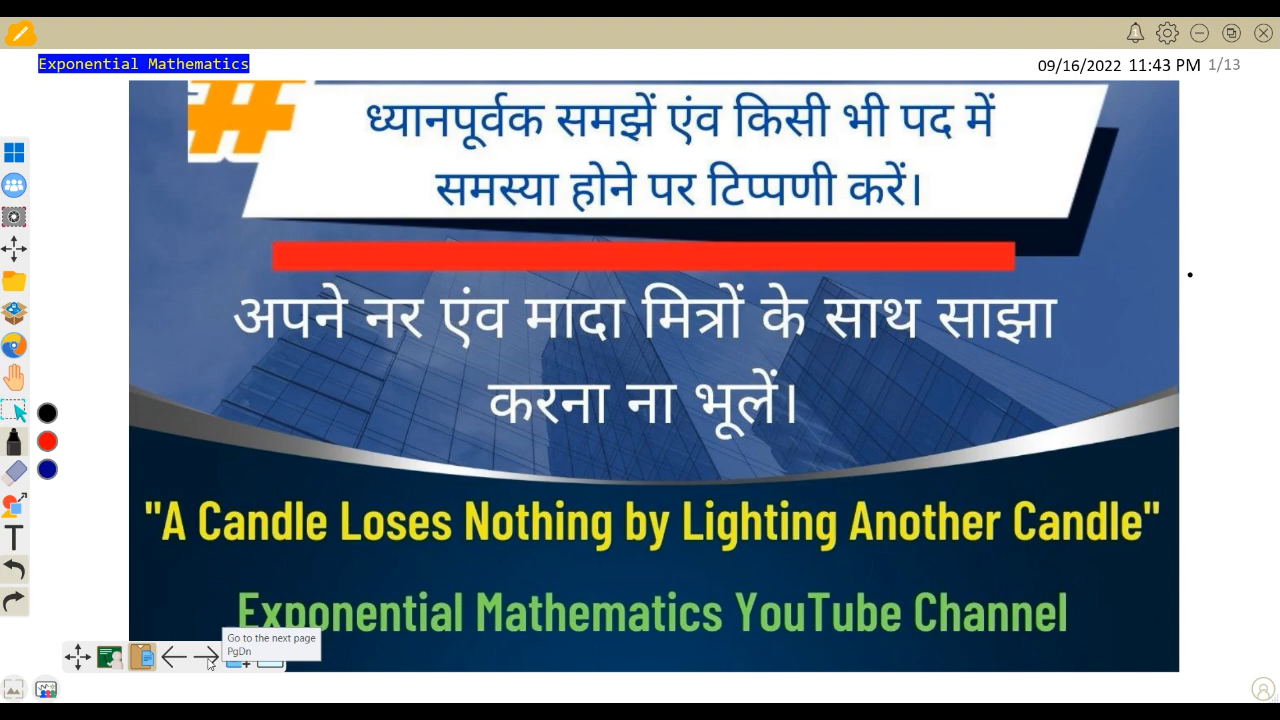 Exponential Mathematics
09/16/2022 11:43 PM 1/13
#
ध्यानपूर्वक समझें एंव किसी भी पद में
समस्या होने पर टिप्पणी करें।
अपने नर एंव मादा मित्रों के साथ साझा
करना ना भूलें।
"A Candle Loses Nothing by Lighting Another Candle"
Exponential Mathematics YouTube Channel
Go to the next page
PgDn
T